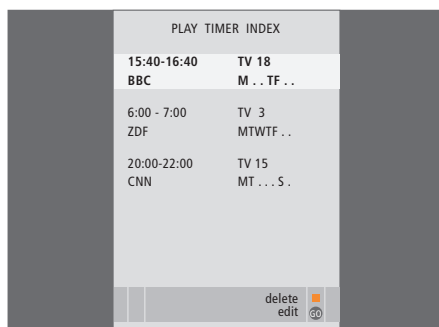 PLAY TIMER INDEX
15:40-16:40 TV 18
BBC M . . TF . .
6:00 - 7:00 TV 3
ZDF MTWTF . .
20:00-22:00 TV 15
CNN MT . . . S .
delete
edit GO